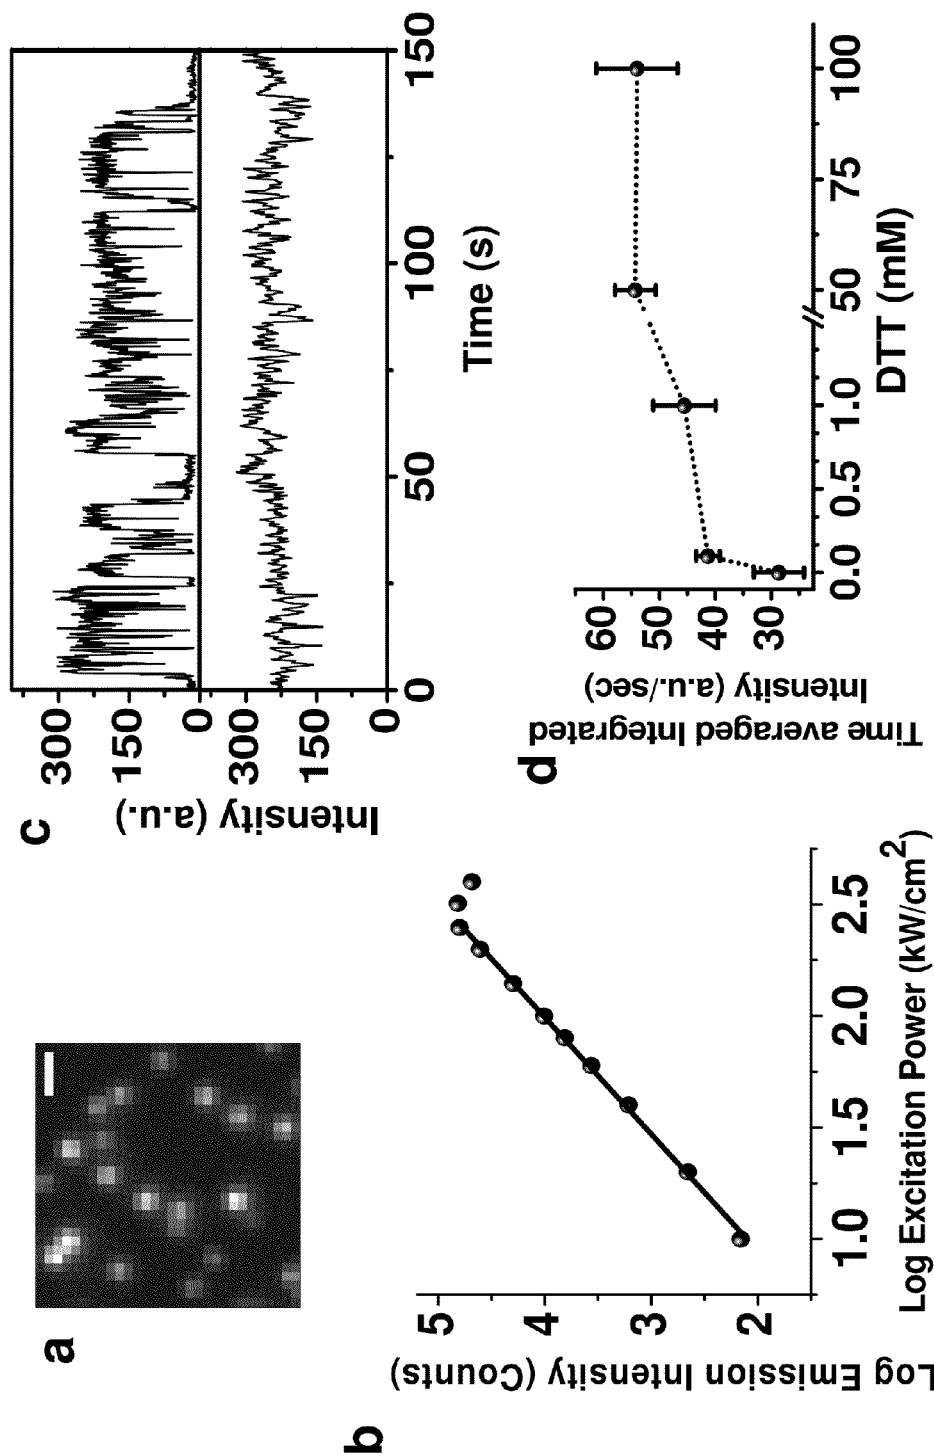 a
b
Log Emission Intensity (Counts)
5
4
3
2
1.0
1.5
2.0
2.5
Log Excitation Power (kW/cm²)
c
Intensity (a.u.)
300
150
0
300
150
0
0
50
100
150
Time (s)
d
Time averaged Integrated
Intensity (a.u./sec)
60
50
40
30
0.0
0.5
1.0
50
75
100
DTT (mM)